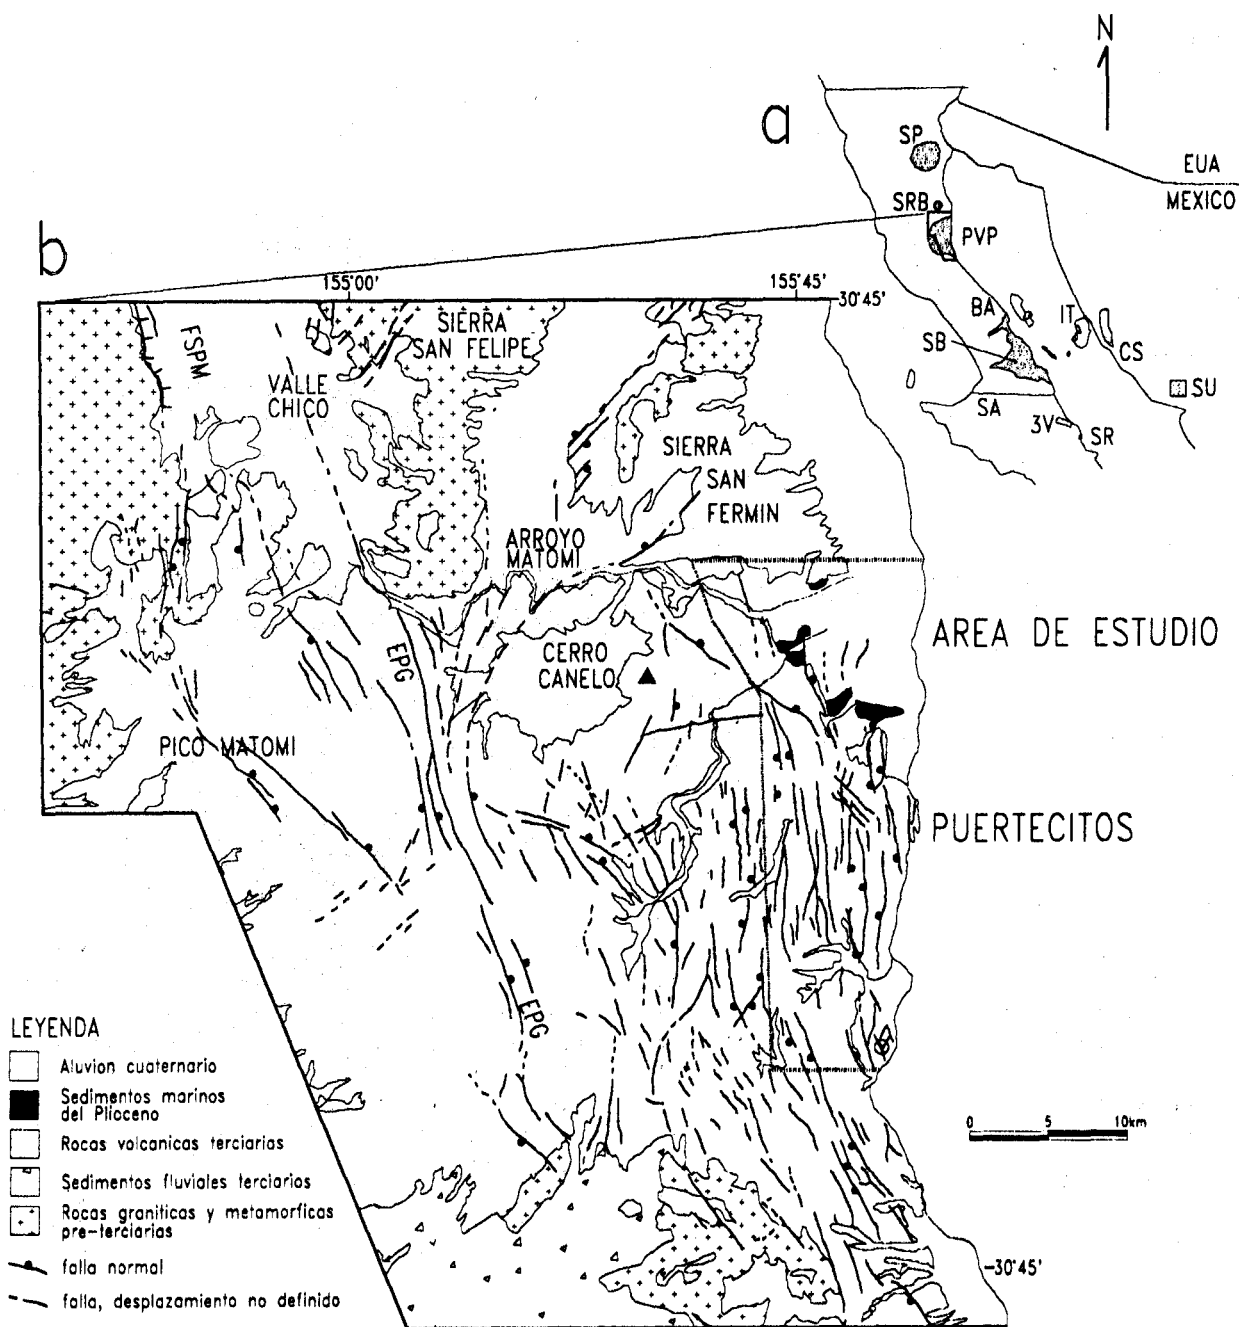 N
a
SP
EUA
MEXICO
SRB
PVP
b
155°00'
155°45'
30°45'
BA
IT
SB
CS
SU
SA
3V
SR
FSPM
SIERRA
SAN FELIPE
VALLE
CHICO
SIERRA
SAN
FERMIN
ARROYO
MATOMI
AREA DE ESTUDIO
EPG
CERRO
CANELO
PICO MATOMI
PUERTECITOS
EPG
LEYENDA
Aluvion cuaternario
Sedimentos marinos
del Plioceno
Rocas volcanicas terciarias
Sedimentos fluviales terciarios
Rocas graniticas y metamorficas
pre-terciarias
falla normal
falla, desplazamiento no definido
0 5 10km
30°45'